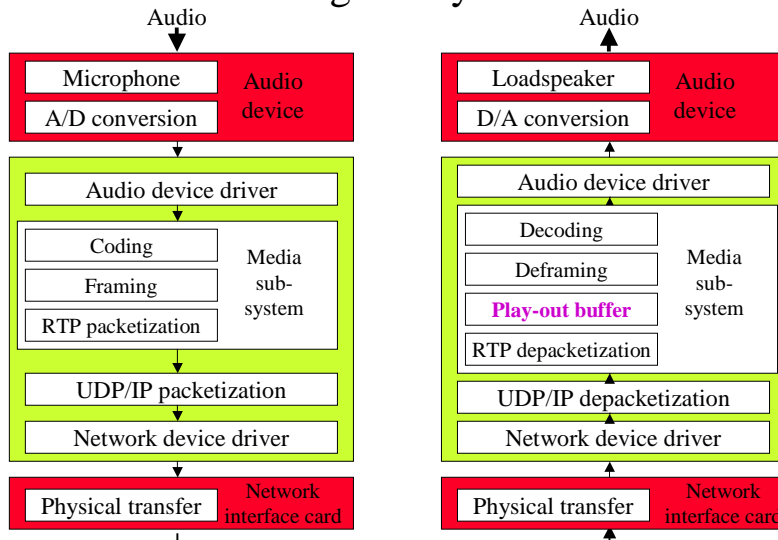 Audio
Microphone
A/D conversion
Audio
device
Audio device driver
Coding
Framing
RTP packetization
Media
sub-
system
UDP/IP packetization
Network device driver
Physical transfer
Network
interface card
Audio
Loadspeaker
D/A conversion
Audio
device
Audio device driver
Decoding
Deframing
Play-out buffer
RTP depacketization
Media
sub-
system
UDP/IP depacketization
Network device driver
Physical transfer
Network
interface card